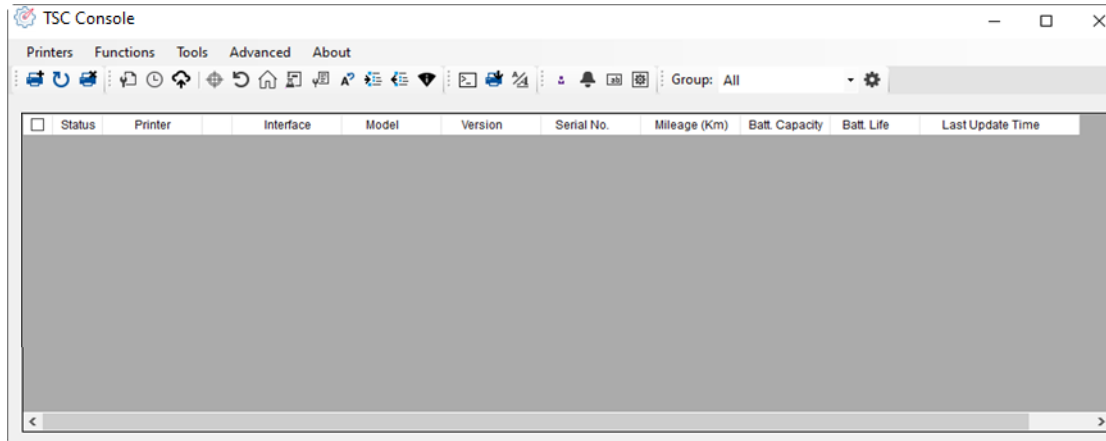 TSC Console
Printers Functions Tools Advanced About
Group: All
Status Printer Interface Model Version Serial No. Mileage (Km) Batt. Capacity Batt. Life Last Update Time